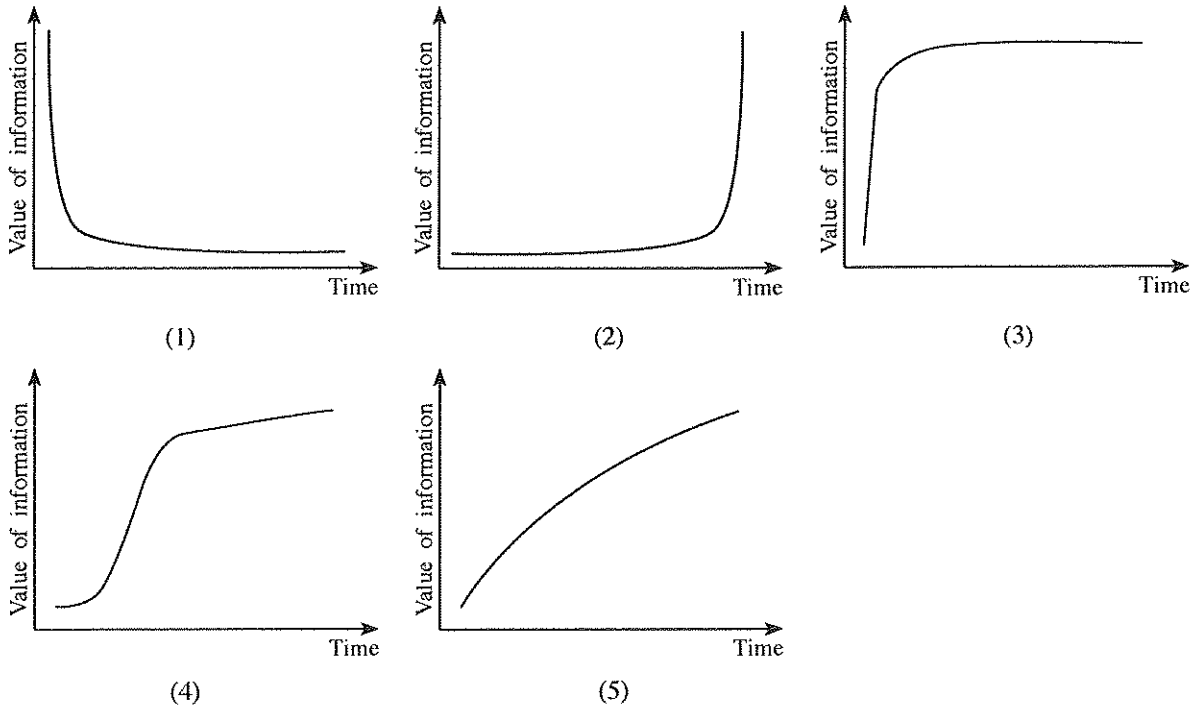 Value of information
Time
(1)
Value of information
Time
(2)
Value of information
Time
(3)
Value of information
Time
(4)
Value of information
Time
(5)